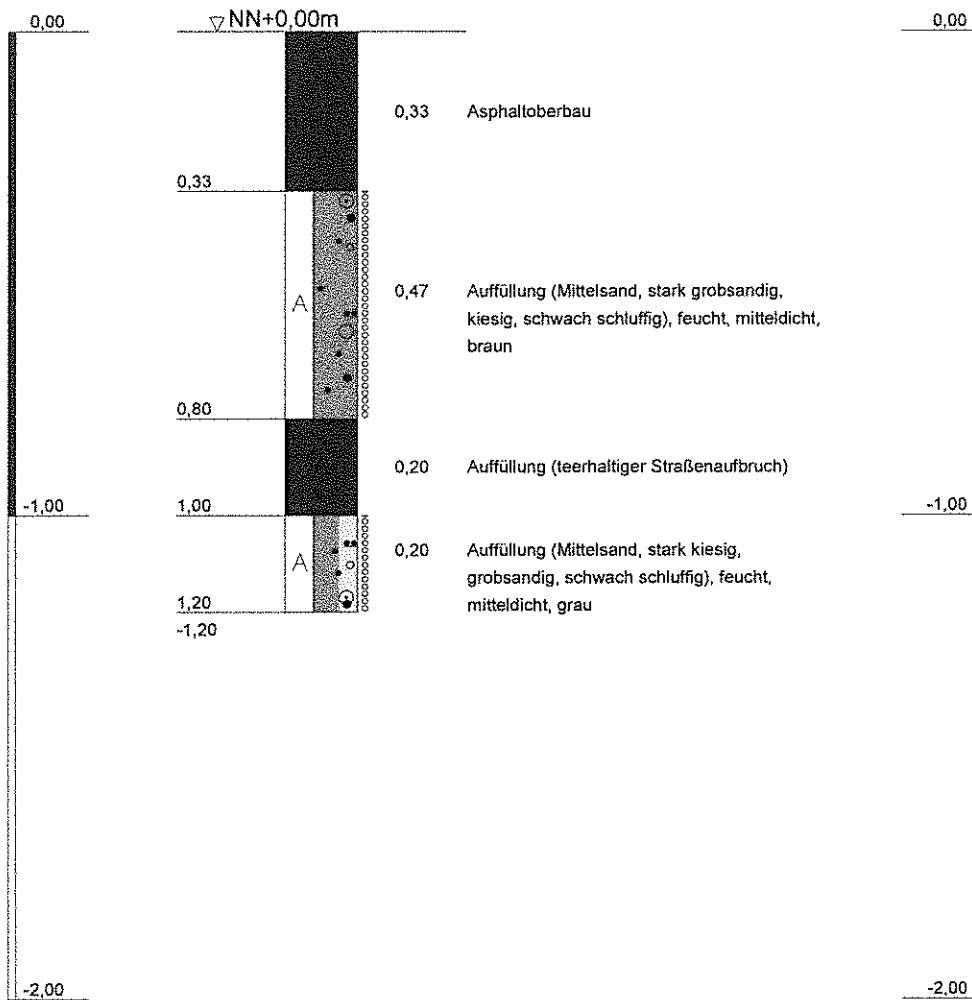 0,00
NN+0,00m
0,00
0,33 Asphaltoberbau
0,33
A
0,47 Auffüllung (Mittelsand, stark grobsandig,
kiesig, schwach schluffig), feucht, mitteldicht,
braun
0,80
0,20 Auffüllung (teerhaltiger Straßenaufbruch)
-1,00
1,00
-1,00
A
0,20 Auffüllung (Mittelsand, stark kiesig,
grobsandig, schwach schluffig), feucht,
mitteldicht, grau
1,20
-1,20
-2,00
-2,00